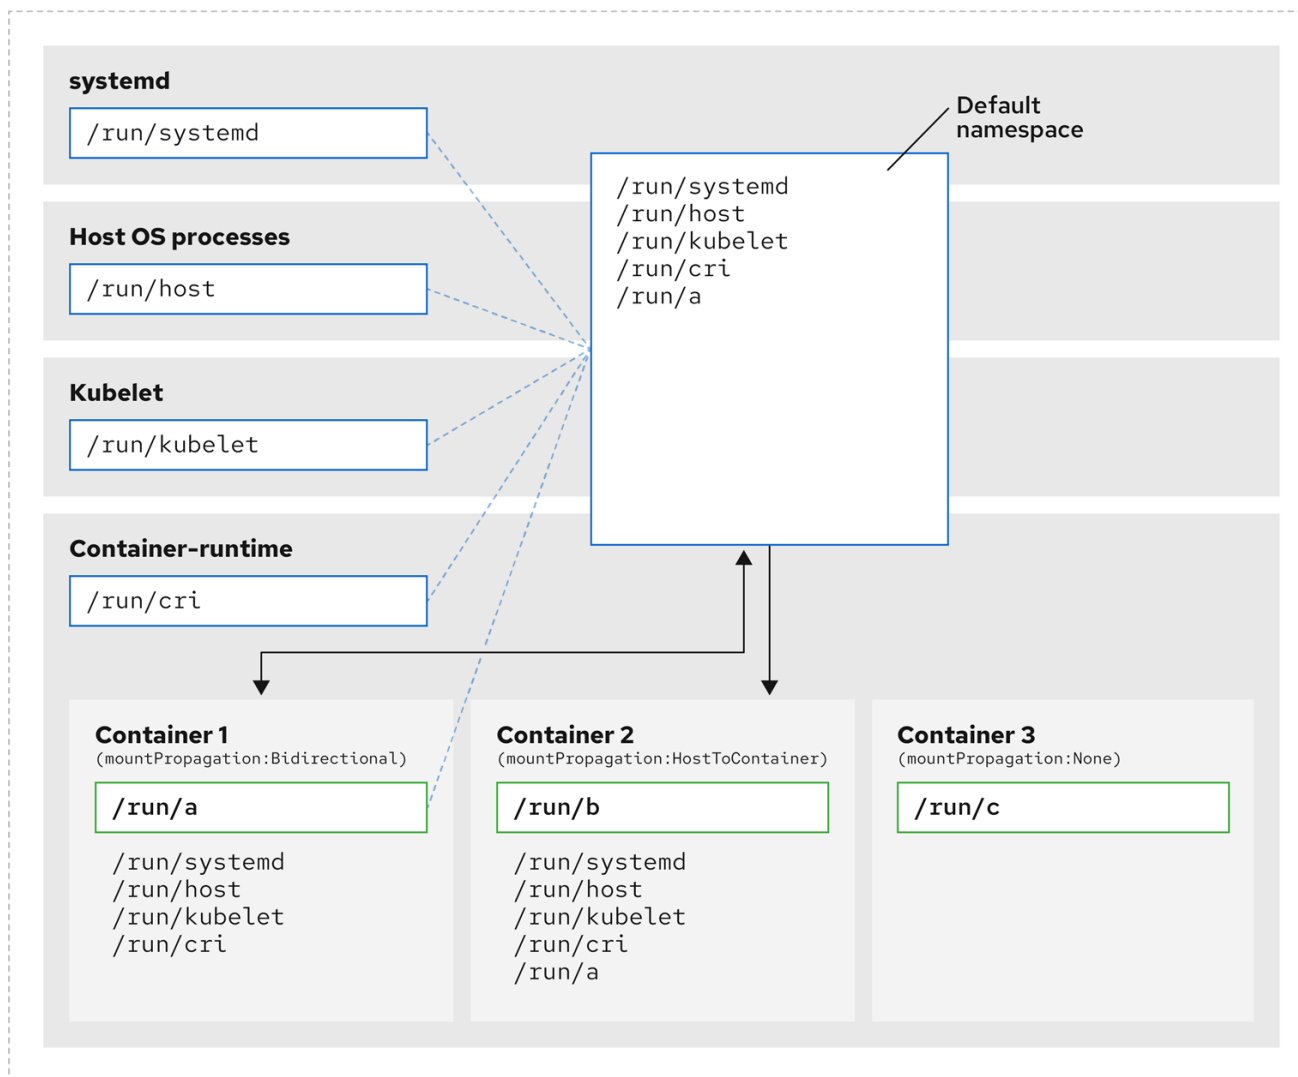 systemd
/run/systemd
Default
namespace
/run/systemd
/run/host
/run/kubelet
/run/cri
/run/a
Host OS processes
/run/host
Kubelet
/run/kubelet
Container-runtime
/run/cri
Container 1
(mountPropagation:Bidirectional)
/run/a
/run/systemd
/run/host
/run/kubelet
/run/cri
Container 2
(mountPropagation:HostToContainer)
/run/b
/run/systemd
/run/host
/run/kubelet
/run/cri
/run/a
Container 3
(mountPropagation:None)
/run/c